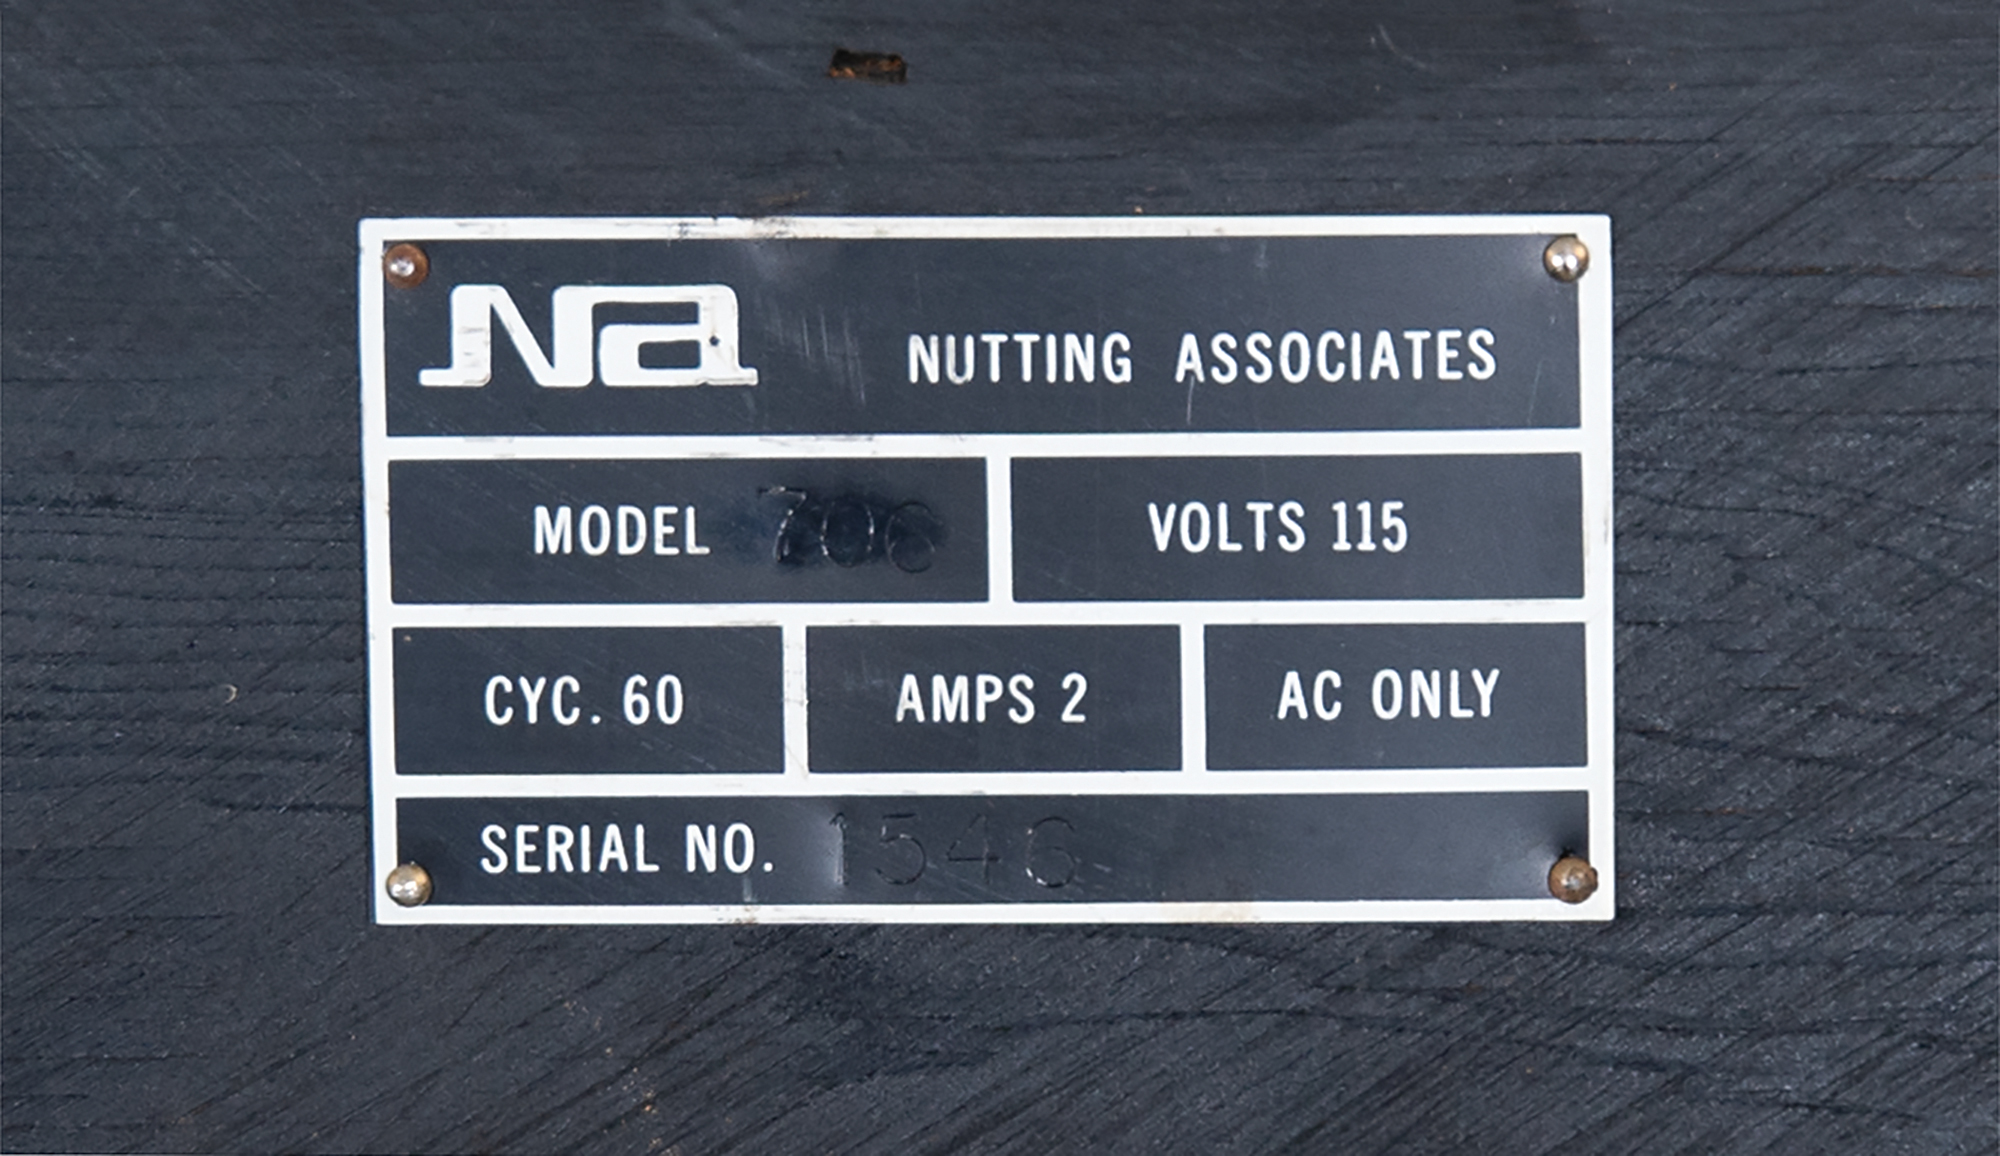 Na NUTTING ASSOCIATES
MODEL 706 VOLTS 115
CYC. 60 AMPS 2 AC ONLY
SERIAL NO. 1546